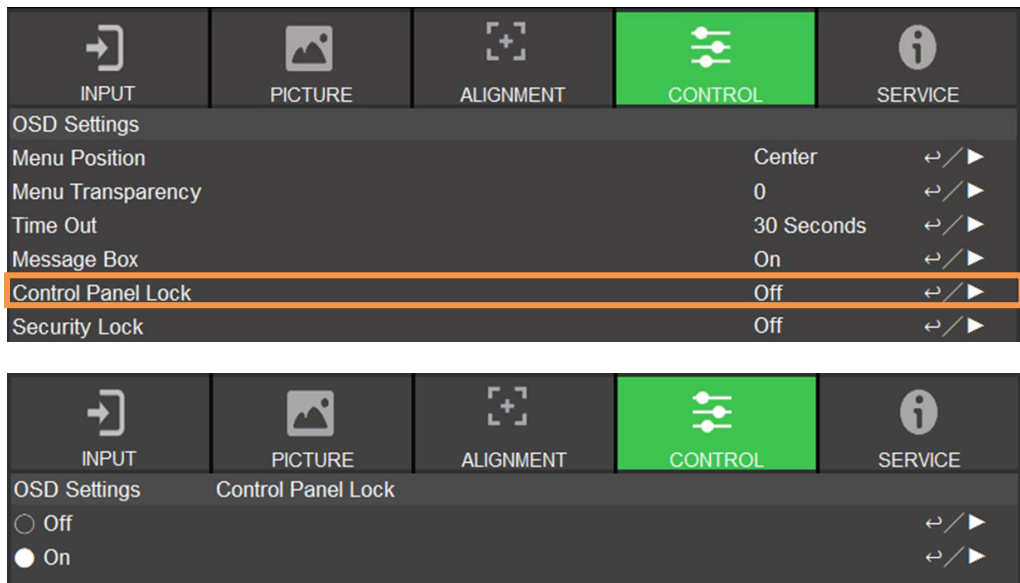 INPUT PICTURE ALIGNMENT CONTROL SERVICE
OSD Settings
Menu Position Center
Menu Transparency 0
Time Out 30 Seconds
Message Box On
Control Panel Lock Off
Security Lock Off
INPUT PICTURE ALIGNMENT CONTROL SERVICE
OSD Settings Control Panel Lock
Off
On